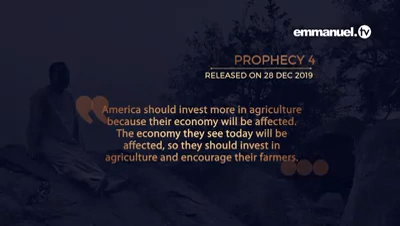 emmanuel.tv
PROPHECY 4
RELEASED ON 28 DEC 2019
America should invest more in agriculture
because their economy will be affected.
The economy they see today will be
affected, so they should invest in
agriculture and encourage their farmers.